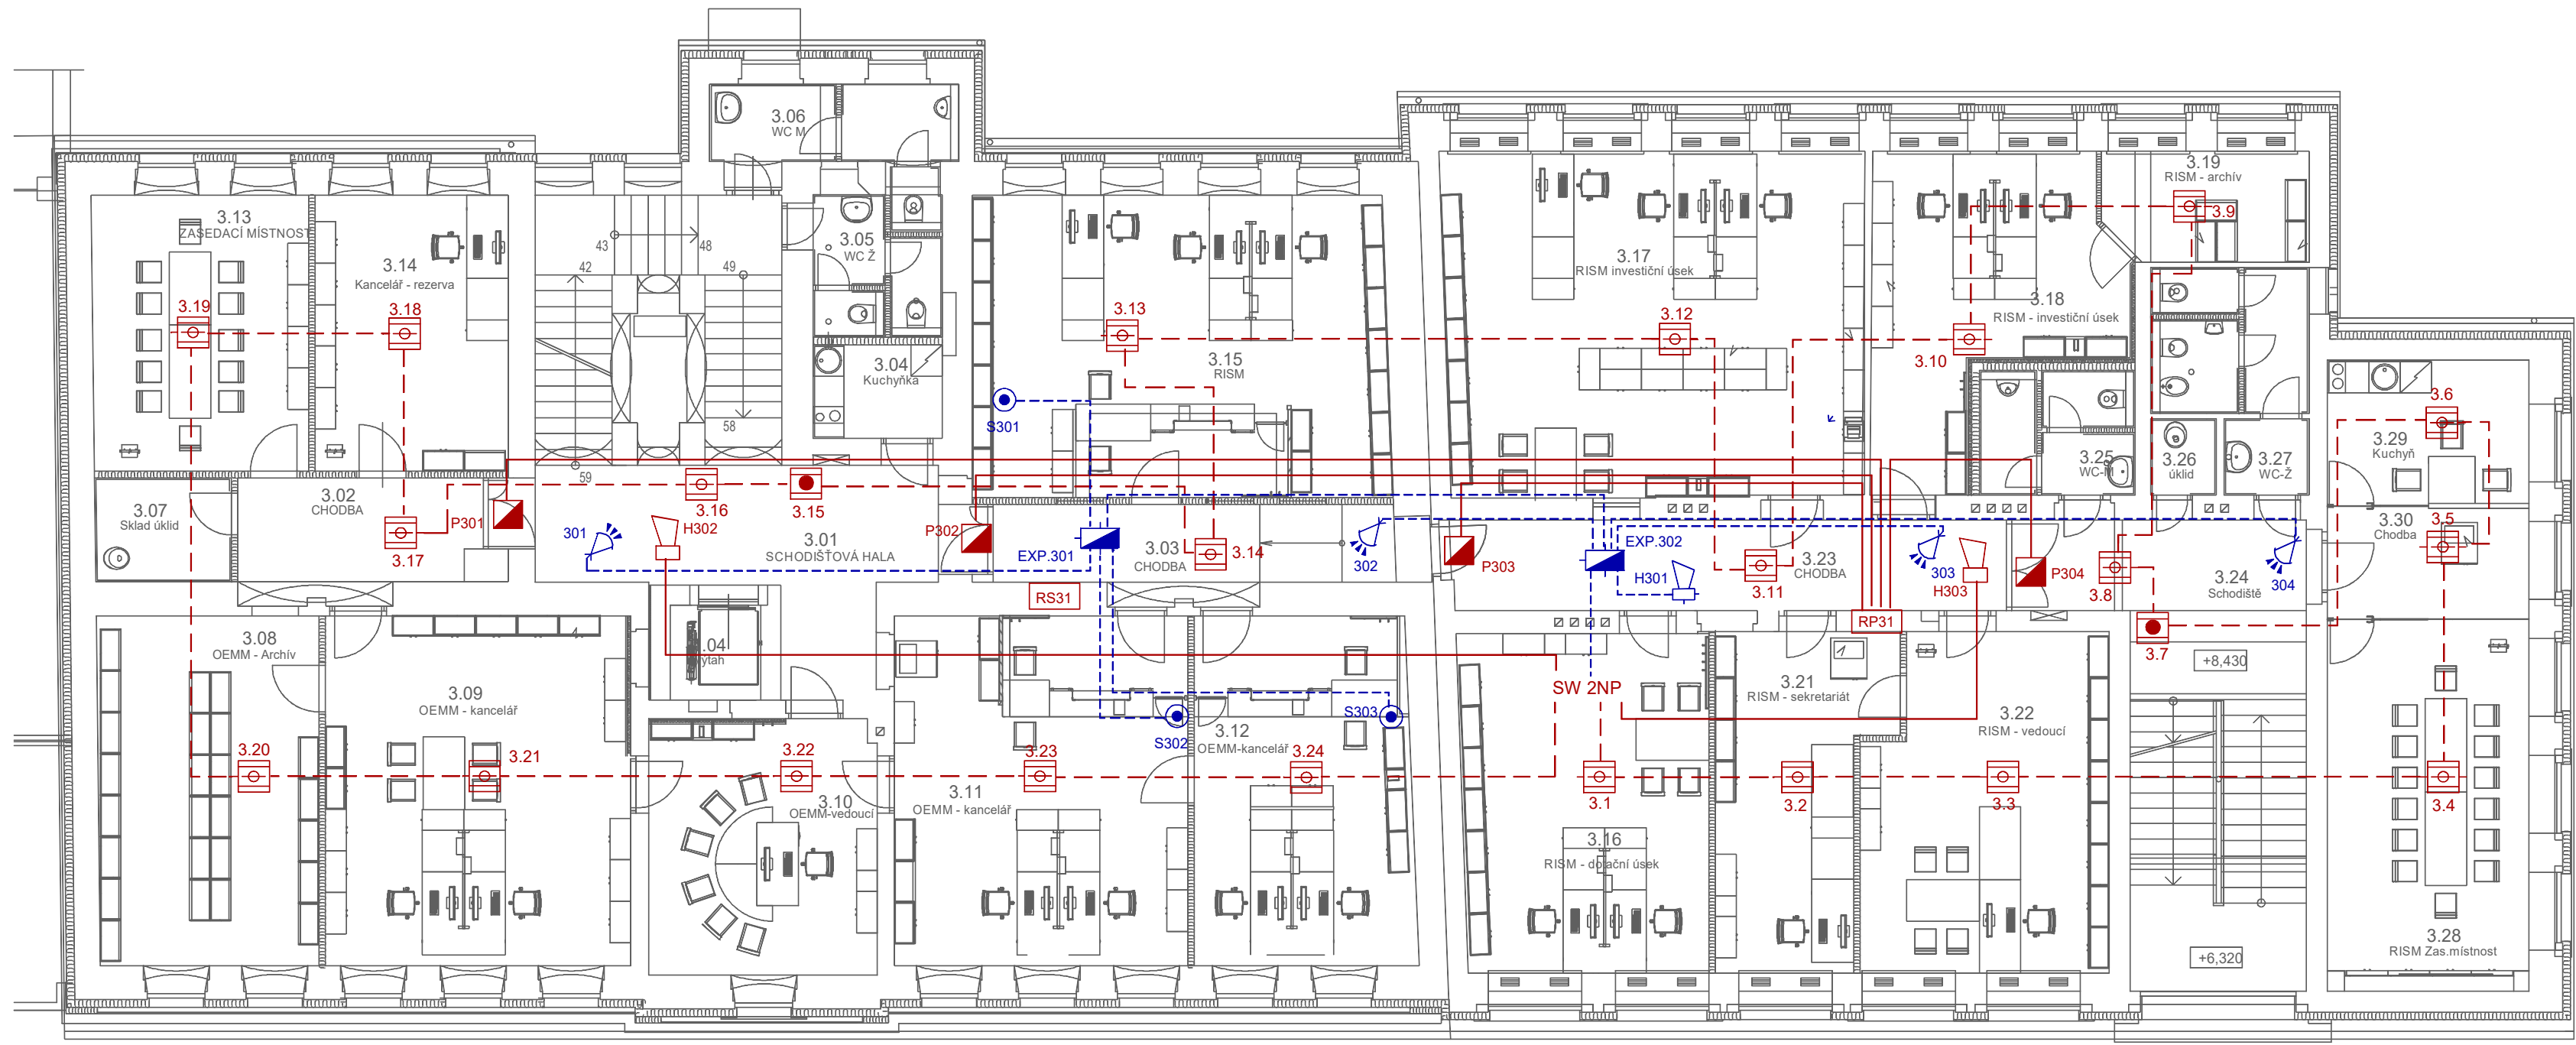 3.06
WC M
3.19
RISM - archív
3.9
3.13
ZASEDACÍ MÍSTNOST
3.14
Kancelář - rezerva
43
48
42
49
3.05
WC Ž
3.17
RISM investiční úsek
3.18
RISM - investiční úsek
3.19
3.18
3.13
3.12
3.10
3.15
RISM
3.04
Kuchyňka
58
59
S301
3.6
3.29
Kuchyň
3.25
WC-M
3.26
úklid
3.27
WC-Ž
3.07
Sklad úklid
3.02
CHODBA
P301
3.17
3.16
3.15
301
H302
3.01
SCHODIŠŤOVÁ HALA
P302
EXP.301
3.03
CHODBA
3.14
302
P303
EXP.302
H301
3.11
3.23
CHODBA
303
H303
P304
3.8
3.24
Schodiště
304
3.30
Chodba
3.5
RS31
RP31
3.7
+8,430
3.08
OEMM - Archív
3.09
OEMM - kancelář
.04
ýtah
SW 2NP
3.21
RISM - sekretariát
3.22
RISM - vedoucí
S302
S303
3.12
OEMM-kancelář
3.20
3.21
3.22
3.23
3.24
3.1
3.2
3.3
3.4
3.10
OEMM-vedoucí
3.11
OEMM - kancelář
3.16
RISM - dotační úsek
3.28
RISM Zas.místnost
+6,320